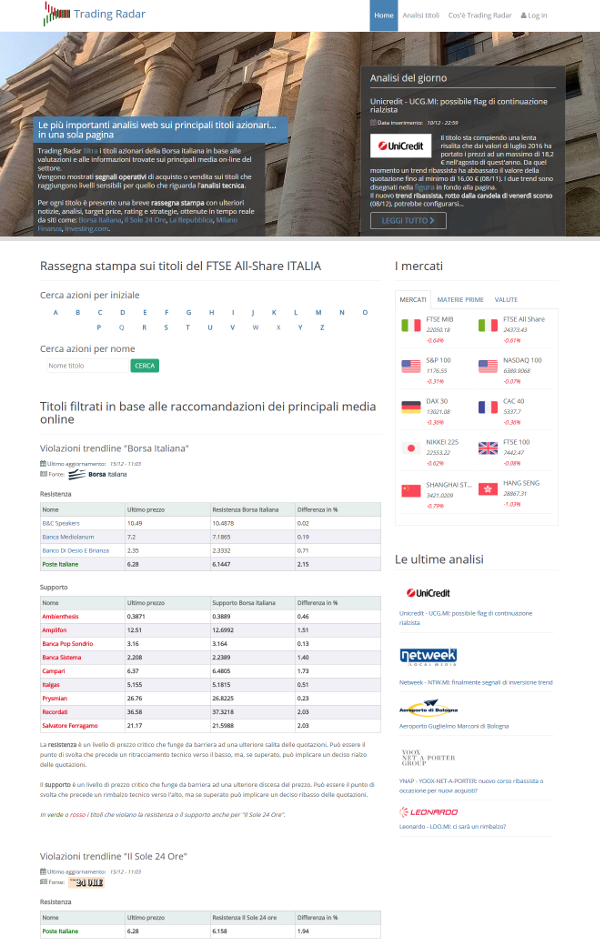 Trading Radar
Home
Analisi titoli
Cos'è Trading Radar
Log in
Le più importanti analisi web sui principali titoli azionari...
in una sola pagina
Trading Radar filtra i titoli azionari della Borsa italiana in base alle
valutazioni e alle informazioni trovate sui principali media on-line del
settore.
Vengono mostrati segnali operativi di acquisto o vendita sui titoli che
raggiungono livelli sensibili per quello che riguarda l'analisi tecnica.
Per ogni titolo è presente una breve rassegna stampa con ulteriori
notizie, analisi, target price, rating e strategie, ottenute in tempo reale
da siti come: Borsa Italiana, Il Sole 24 Ore, La Repubblica, Milano
Finanza, Investing.com.
Analisi del giorno
Unicredit - UCG.MI: possibile flag di continuazione
rialzista
Data inserimento: 10/12 - 22:59
UniCredit
Il titolo sta compiendo una lenta
risalita che dai valori di luglio 2016 ha
portato i prezzi ad un massimo di 18,2
€ nell'agosto di quest'anno. Da quel
momento un trend ribassista ha abbassato il valore della
quotazione fino al minimo di 16,00 € (08/11). I due trend sono
disegnati nella figura in fondo alla pagina.
Il nuovo trend ribassista, rotto dalla candela di venerdì scorso
(08/12), potrebbe configurarsi...
LEGGI TUTTO
Rassegna stampa sui titoli del FTSE All-Share ITALIA
Cerca azioni per iniziale
A B C D E F G H I J K L M N O
P Q R S T U V W X Y Z
Cerca azioni per nome
Nome titolo
CERCA
Titoli filtrati in base alle raccomandazioni dei principali media
online
Violazioni trendline "Borsa Italiana"
Ultimo aggiornamento: 15/12 - 11:03
Fonte: Borsa Italiana
Resistenza
Nome Ultimo prezzo Resistenza Borsa Italiana Differenza in %
B&C Speakers 10.49 10.4878 0.02
Banca Mediolanum 7.2 7.1865 0.19
Banco Di Desio E Brianza 2.35 2.3332 0.71
Poste Italiane 6.28 6.1447 2.15
Supporto
Nome Ultimo prezzo Supporto Borsa Italiana Differenza in %
Ambienthesis 0.3871 0.3889 0.46
Amplifon 12.51 12.6992 1.51
Banca Pop Sondrio 3.16 3.164 0.13
Banca Sistema 2.208 2.2389 1.40
Campari 6.37 6.4805 1.73
Italgas 5.155 5.1815 0.51
Prysmian 26.76 26.8225 0.23
Recordati 36.58 37.3218 2.03
Salvatore Ferragamo 21.17 21.5988 2.03
La resistenza è un livello di prezzo critico che funge da barriera ad una ulteriore salita delle quotazioni. Può essere il
punto di svolta che precede un ritracciamento tecnico verso il basso, ma, se superato, può implicare un deciso rialzo
delle quotazioni.
Il supporto è un livello di prezzo critico che funge da barriera ad una ulteriore discesa del prezzo. Può essere il punto di
svolta che precede un rimbalzo tecnico verso l'alto, ma se superato può implicare un deciso ribasso delle quotazioni.
In verde o rosso i titoli che violano la resistenza o il supporto anche per "Il Sole 24 Ore".
Violazioni trendline "Il Sole 24 Ore"
Ultimo aggiornamento: 15/12 - 11:03
Fonte: 24 ORE
Resistenza
Nome Ultimo prezzo Resistenza Il Sole 24 ore Differenza in %
Poste Italiane 6.28 6.158 1.94
I mercati
MERCATI MATERIE PRIME VALUTE
FTSE MIB
22050.18
-0.64%
FTSE All Share
24373.43
-0.61%
S&P 100
1176.55
-0.31%
NASDAQ 100
6389.9068
-0.07%
DAX 30
13021.08
-0.36%
CAC 40
5337.7
-0.36%
NIKKEI 225
22553.22
-0.62%
FTSE 100
7442.47
-0.08%
SHANGHAI ST...
3421.0209
-0.79%
HANG SENG
28867.31
-1.03%
Le ultime analisi
UniCredit
Unicredit - UCG.MI: possibile flag di continuazione
rialzista
netweek
LOCAL MEDIA
Netweek - NTW.MI: finalmente segnali di inversione trend
Aeroporto di Bologna
Aeroporto Guglielmo Marconi di Bologna
YOOX
NET-A-PORTER
GROUP
YNAP - YOOX-NET-A-PORTER: nuovo corso ribassista o
occasione per nuovi acquisti?
LEONARDO
Leonardo - LDO.MI: ci sarà un rimbalzo?